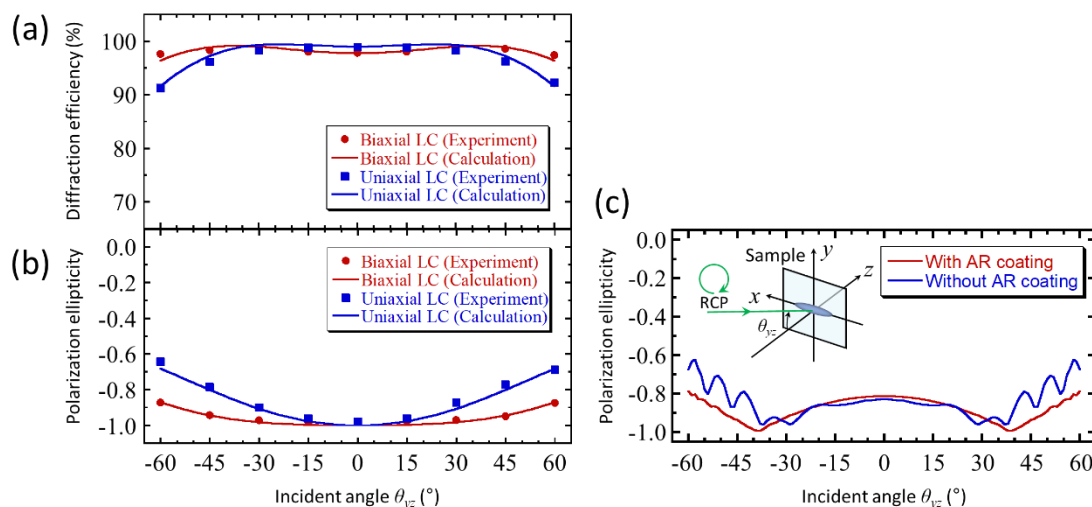 (a)
Diffraction efficiency (%)
100
90
80
70
Biaxial LC (Experiment)
Biaxial LC (Calculation)
Uniaxial LC (Experiment)
Uniaxial LC (Calculation)
(b)
Polarization ellipticity
0.0
-0.2
-0.4
-0.6
-0.8
-1.0
Biaxial LC (Experiment)
Biaxial LC (Calculation)
Uniaxial LC (Experiment)
Uniaxial LC (Calculation)
-60 -45 -30 -15 0 15 30 45 60
Incident angle θyz (°)
(c)
Polarization ellipticity
0.0
-0.2
-0.4
-0.6
-0.8
-1.0
Sample
y
z
x
RCP
θyz
With AR coating
Without AR coating
-60 -45 -30 -15 0 15 30 45 60
Incident angle θyz (°)